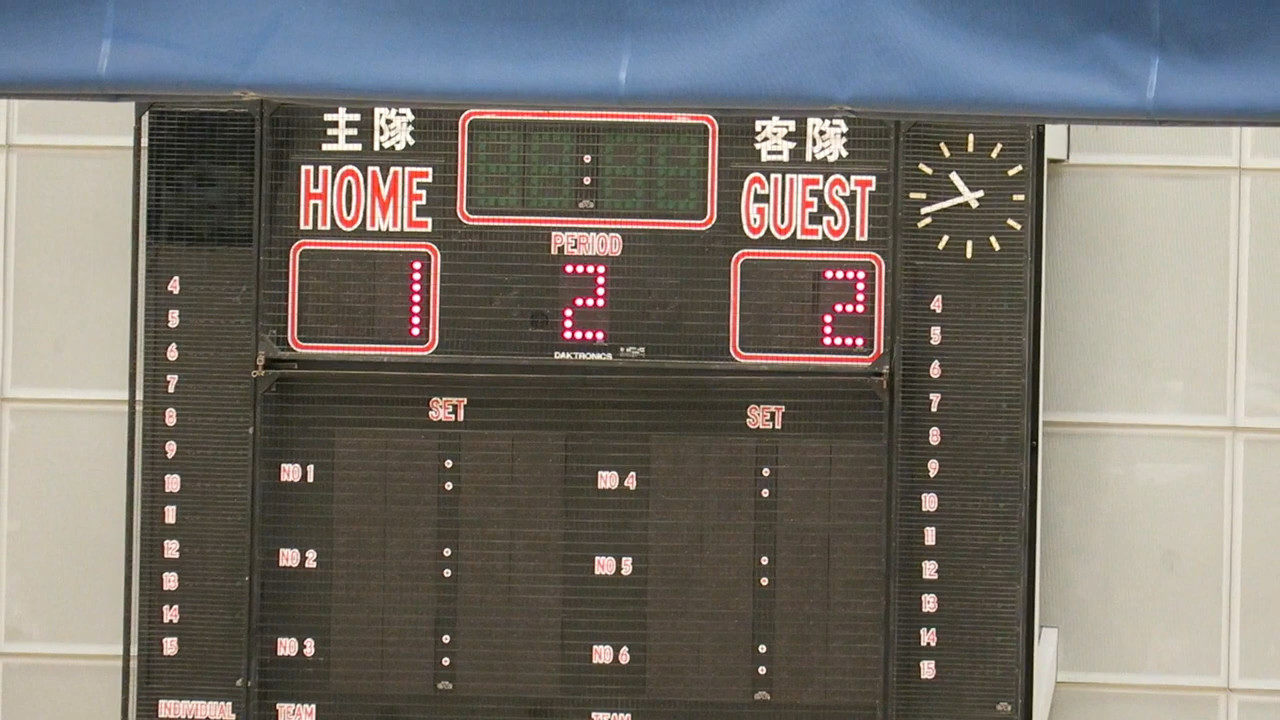 主隊
客隊
HOME
GUEST
PERIOD
1
2
2
DAKTRONICS
SET
SET
NO 1
NO 4
NO 2
NO 5
NO 3
NO 6
4
5
6
7
8
9
10
11
12
13
14
15
INDIVIDUAL
TEAM
TEAM
4
5
6
7
8
9
10
11
12
13
14
15